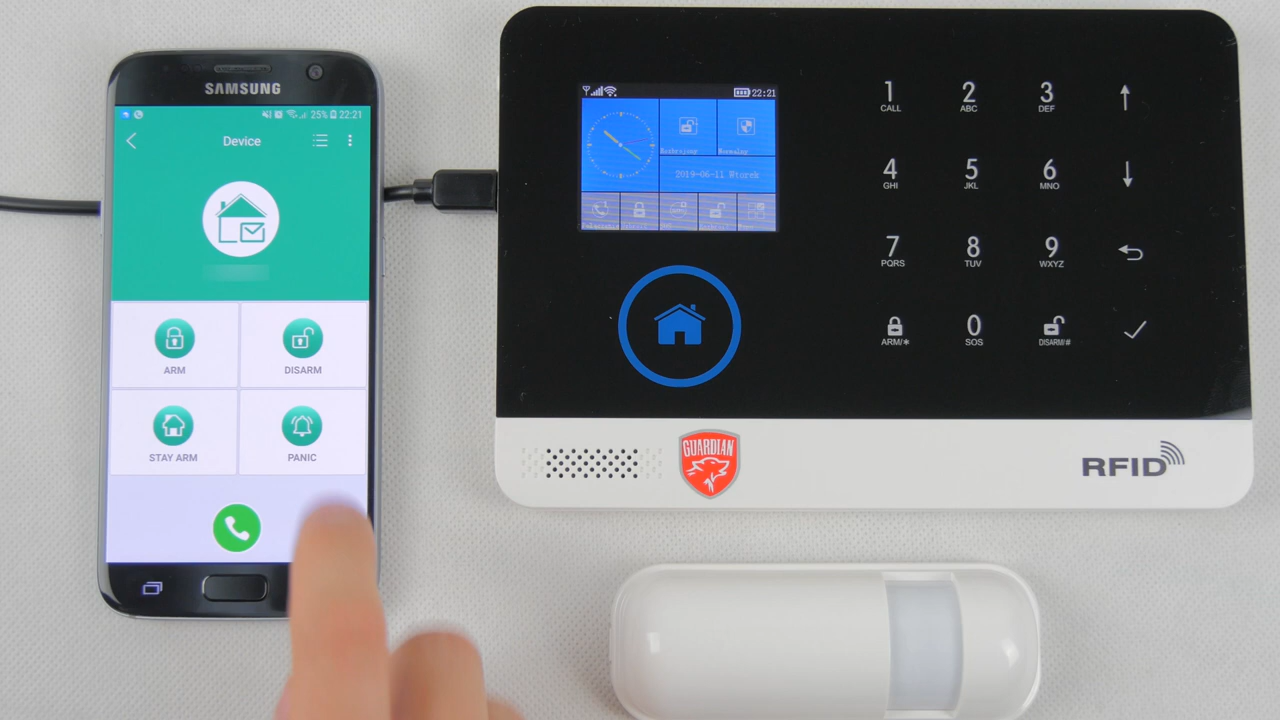 SAMSUNG
25% 22:21
Device
ARM
DISARM
STAY ARM
PANIC
22:21
2019-06-11 Wtorek
1
CALL
2
ABC
3
DEF
4
GHI
5
JKL
6
MNO
7
PQRS
8
TUV
9
WXYZ
ARM/*
0
SOS
DISARM/#
GUARDIAN
RFID